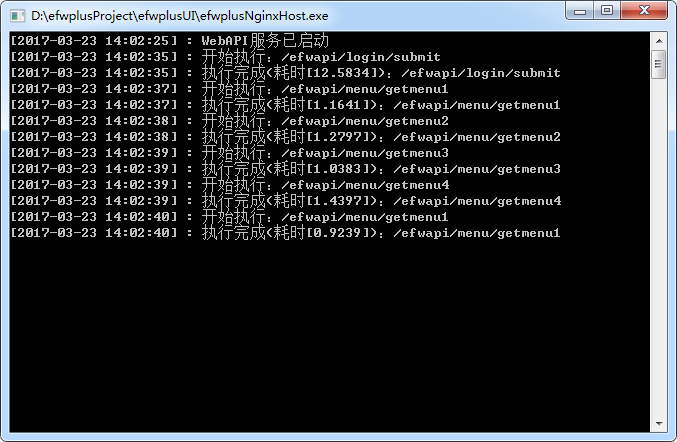 D:\efwplusProject\efwplusUI\efwplusNginxHost.exe
[2017-03-23 14:02:25] : WebAPI服务已启动
[2017-03-23 14:02:35] : 开始执行：/efwapi/login/submit
[2017-03-23 14:02:35] : 执行完成(耗时[12.5834])：/efwapi/login/submit
[2017-03-23 14:02:37] : 开始执行：/efwapi/menu/getmenu1
[2017-03-23 14:02:37] : 执行完成(耗时[1.1641])：/efwapi/menu/getmenu1
[2017-03-23 14:02:38] : 开始执行：/efwapi/menu/getmenu2
[2017-03-23 14:02:38] : 执行完成(耗时[1.2797])：/efwapi/menu/getmenu2
[2017-03-23 14:02:39] : 开始执行：/efwapi/menu/getmenu3
[2017-03-23 14:02:39] : 执行完成(耗时[1.0383])：/efwapi/menu/getmenu3
[2017-03-23 14:02:39] : 开始执行：/efwapi/menu/getmenu4
[2017-03-23 14:02:39] : 执行完成(耗时[1.4397])：/efwapi/menu/getmenu4
[2017-03-23 14:02:40] : 开始执行：/efwapi/menu/getmenu1
[2017-03-23 14:02:40] : 执行完成(耗时[0.9239])：/efwapi/menu/getmenu1